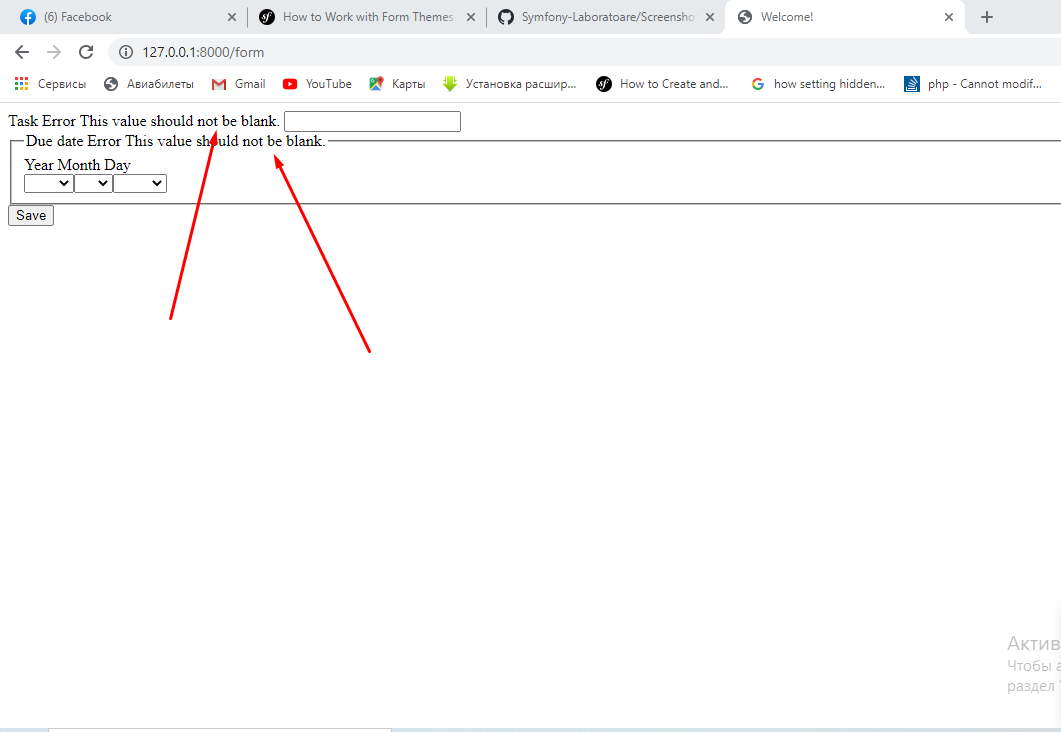 (6) Facebook
How to Work with Form Themes
Symfony-Laboratoare/Screensho
Welcome!
127.0.0.1:8000/form
Сервисы
Авиабилеты
Gmail
YouTube
Карты
Установка расшир...
How to Create and...
how setting hidden...
php - Cannot modif...
Task Error This value should not be blank.
Due date Error This value should not be blank.
Year Month Day
Save
Актив
Чтобы а
раздел "